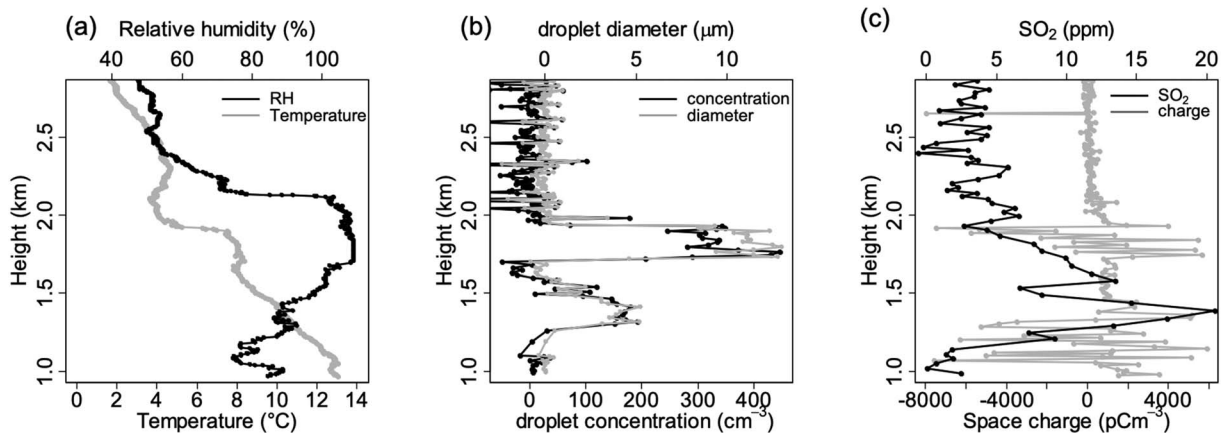 (a)
Relative humidity (%)
40 60 80 100
RH
Temperature
Height (km)
1.0 1.5 2.0 2.5
0 2 4 6 8 10 12 14
Temperature (°C)
(b)
droplet diameter (μm)
0 5 10
concentration
diameter
Height (km)
1.0 1.5 2.0 2.5
0 100 200 300 400
droplet concentration (cm⁻³)
(c)
SO₂ (ppm)
0 5 10 15 20
SO₂
charge
Height (km)
1.0 1.5 2.0 2.5
-8000 -4000 0 4000
Space charge (pCm⁻³)